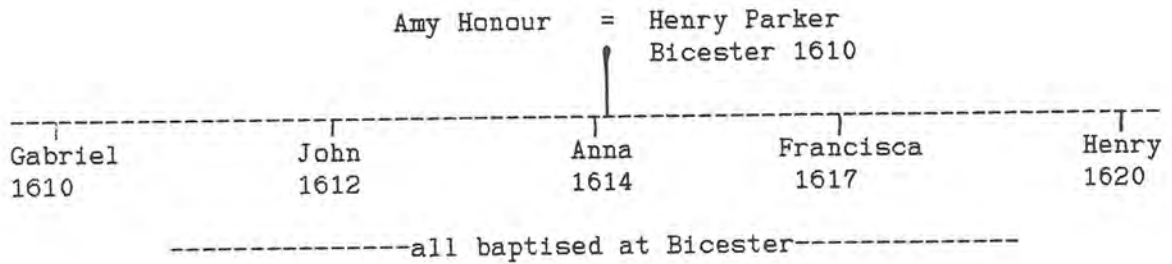 Amy Honour = Henry Parker
Bicester 1610
Gabriel John Anna Francisca Henry
1610 1612 1614 1617 1620
---------------all baptised at Bicester--------------